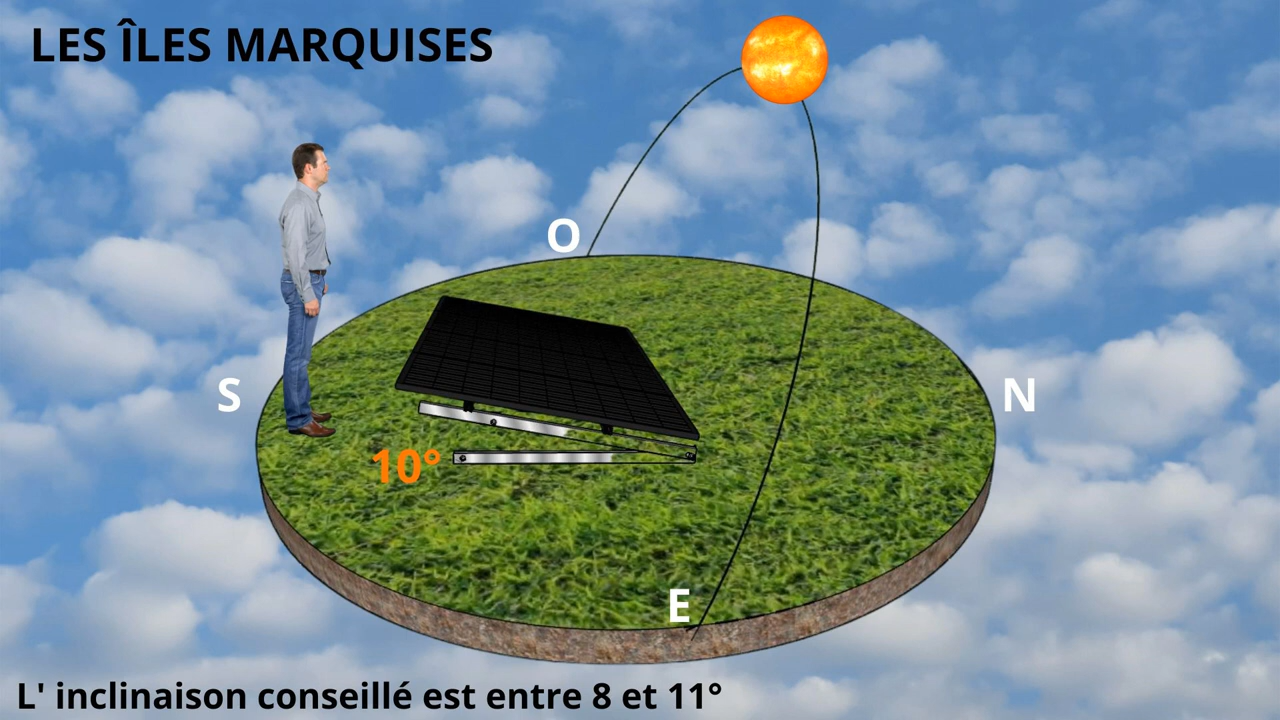 LES ÎLES MARQUISES
O
S
N
10°
E
L' inclinaison conseillé est entre 8 et 11°